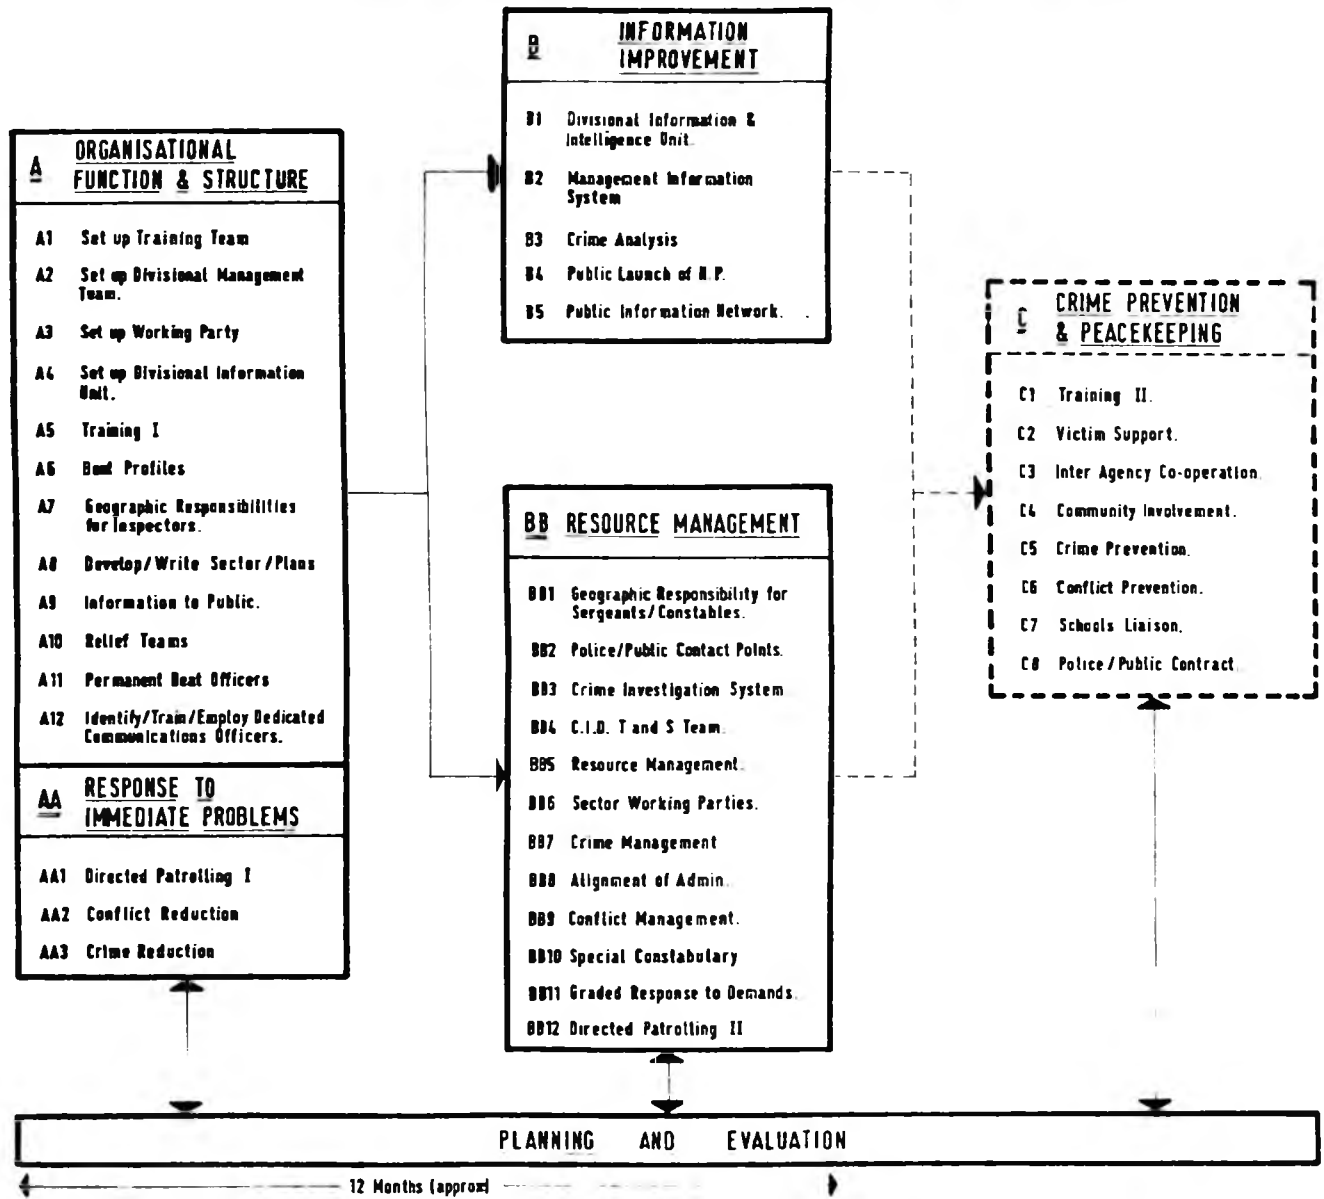 A ORGANISATIONAL
FUNCTION & STRUCTURE
A1 Set up Training Team
A2 Set up Divisional Management
Team.
A3 Set up Working Party
A4 Set up Divisional Information
Unit.
A5 Training I
A6 Beat Profiles
A7 Geographic Responsibilities
for Inspectors.
A8 Develop/Write Sector/Plans
A9 Information to Public.
A10 Relief Teams
A11 Permanent Beat Officers
A12 Identify/Train/Employ Dedicated
Communications Officers.
AA RESPONSE TO
IMMEDIATE PROBLEMS
AA1 Directed Patrolling I
AA2 Conflict Reduction
AA3 Crime Reduction
B INFORMATION
IMPROVEMENT
B1 Divisional Information &
Intelligence Unit.
B2 Management Information
System
B3 Crime Analysis
B4 Public Launch of N.P.
B5 Public Information Network.
BB RESOURCE MANAGEMENT
BB1 Geographic Responsibility for
Sergeants/Constables.
BB2 Police/Public Contact Points.
BB3 Crime Investigation System
BB4 C.I.D. T and S Team.
BB5 Resource Management.
BB6 Sector Working Parties.
BB7 Crime Management
BB8 Alignment of Admin.
BB9 Conflict Management.
BB10 Special Constabulary
BB11 Graded Response to Demands.
BB12 Directed Patrolling II
C CRIME PREVENTION
& PEACEKEEPING
C1 Training II.
C2 Victim Support.
C3 Inter Agency Co-operation.
C4 Community Involvement.
C5 Crime Prevention.
C6 Conflict Prevention.
C7 Schools Liaison.
C8 Police/Public Contract.
PLANNING AND EVALUATION
12 Months (approx)